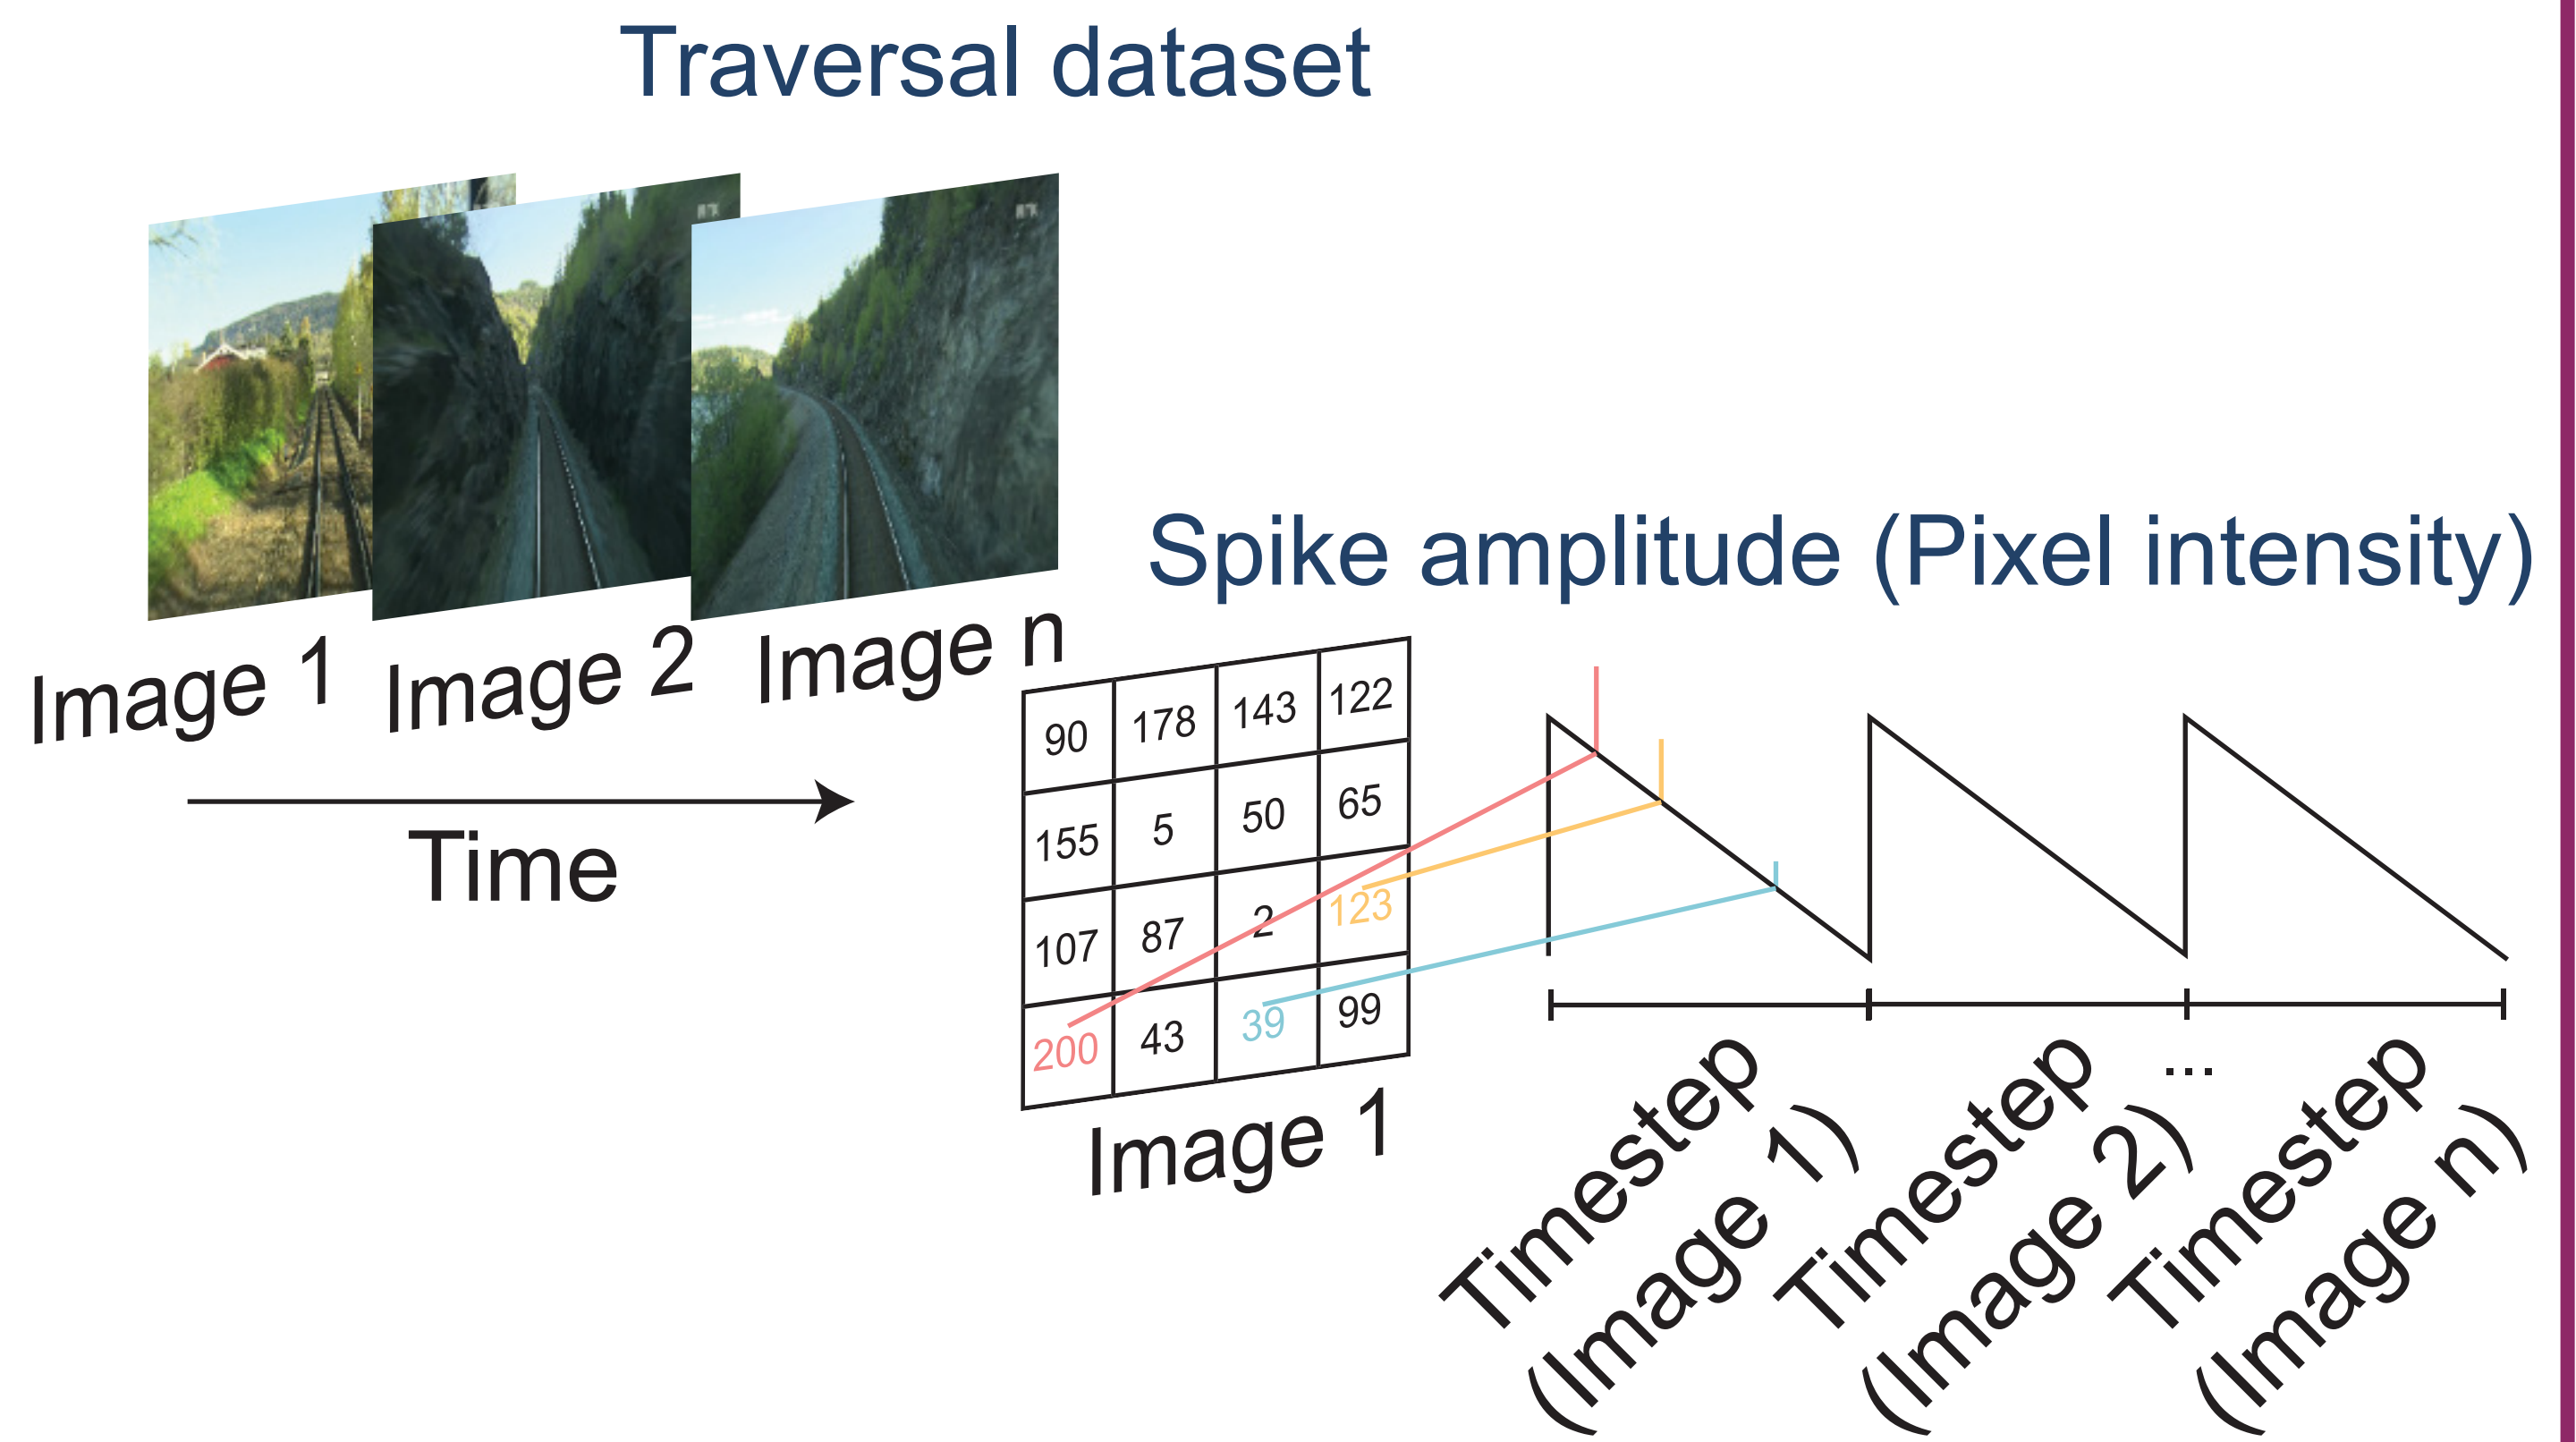 Traversal dataset
Image 1
Image 2
Image n
Time
Spike amplitude (Pixel intensity)
90 178 143 122
155 5 50 65
107 87 2 123
200 43 39 99
Image 1
Timestep
(Image 1)
Timestep
(Image 2)
...
Timestep
(Image n)